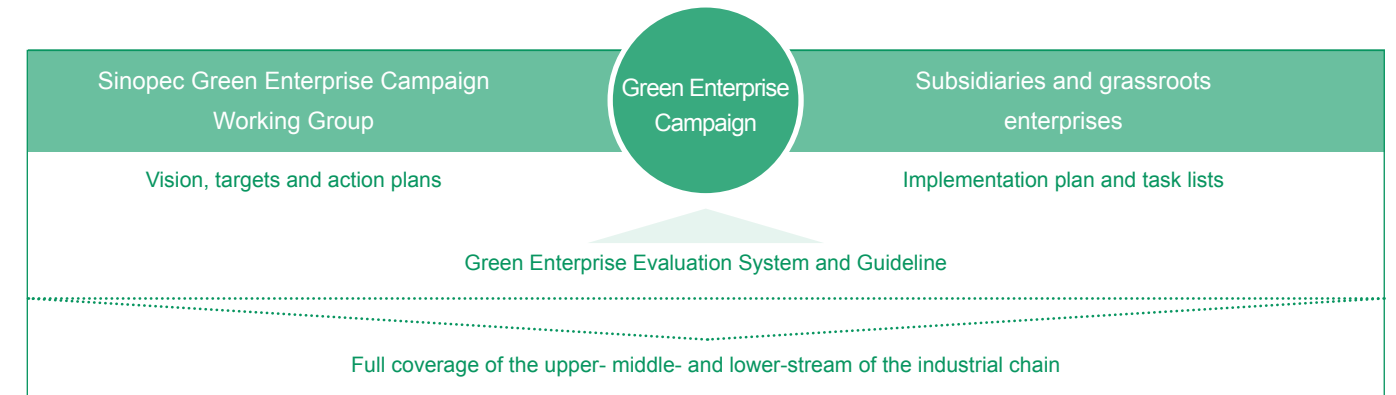 Sinopec Green Enterprise Campaign
Working Group
Green Enterprise
Campaign
Subsidiaries and grassroots
enterprises
Vision, targets and action plans
Implementation plan and task lists
Green Enterprise Evaluation System and Guideline
Full coverage of the upper- middle- and lower-stream of the industrial chain